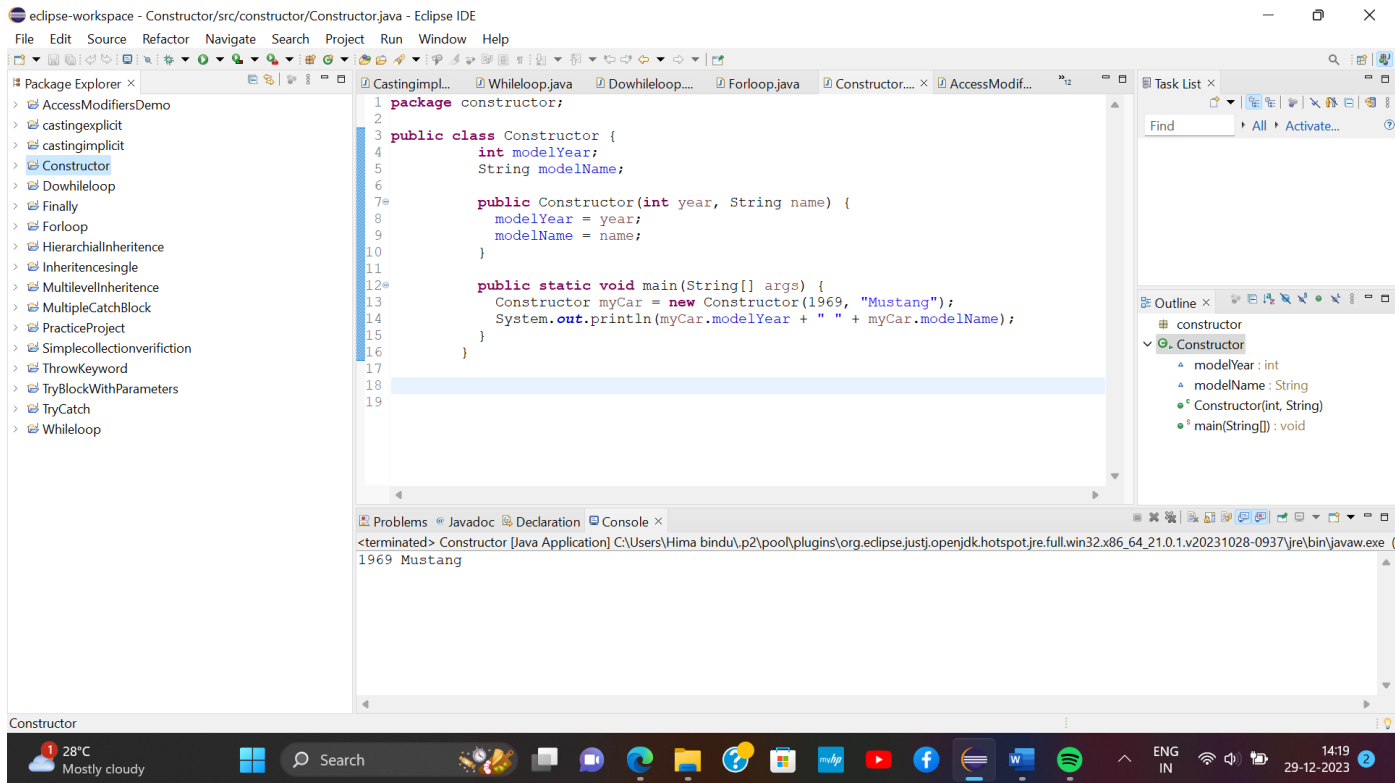 eclipse-workspace - Constructor/src/constructor/Constructor.java - Eclipse IDE
File Edit Source Refactor Navigate Search Project Run Window Help
Package Explorer ×
AccessModifiersDemo
castingexplicit
castingimplicit
Constructor
Dowhileloop
Finally
Forloop
HierarchialInheritence
Inheritencesingle
MultilevelInheritence
MultipleCatchBlock
PracticeProject
Simplecollectionverifiction
ThrowKeyword
TryBlockWithParameters
TryCatch
Whileloop
Castingimpl... Whileloop.java Dowhileloop.... Forloop.java Constructor.... × AccessModif... »12
1 package constructor;
2
3 public class Constructor {
4 int modelYear;
5 String modelName;
6
7 public Constructor(int year, String name) {
8 modelYear = year;
9 modelName = name;
10 }
11
12 public static void main(String[] args) {
13 Constructor myCar = new Constructor(1969, "Mustang");
14 System.out.println(myCar.modelYear + " " + myCar.modelName);
15 }
16 }
17
18
19
Task List ×
Find All Activate...
Outline ×
constructor
Constructor
modelYear : int
modelName : String
Constructor(int, String)
main(String[]) : void
Problems @ Javadoc Declaration Console ×
<terminated> Constructor [Java Application] C:\Users\Hima bindu\.p2\pool\plugins\org.eclipse.justj.openjdk.hotspot.jre.full.win32.x86_64_21.0.1.v20231028-0937\jre\bin\javaw.exe (
1969 Mustang
Constructor
1
28°C
Mostly cloudy
Search
myhp
W
ENG
IN
14:19
29-12-2023
2